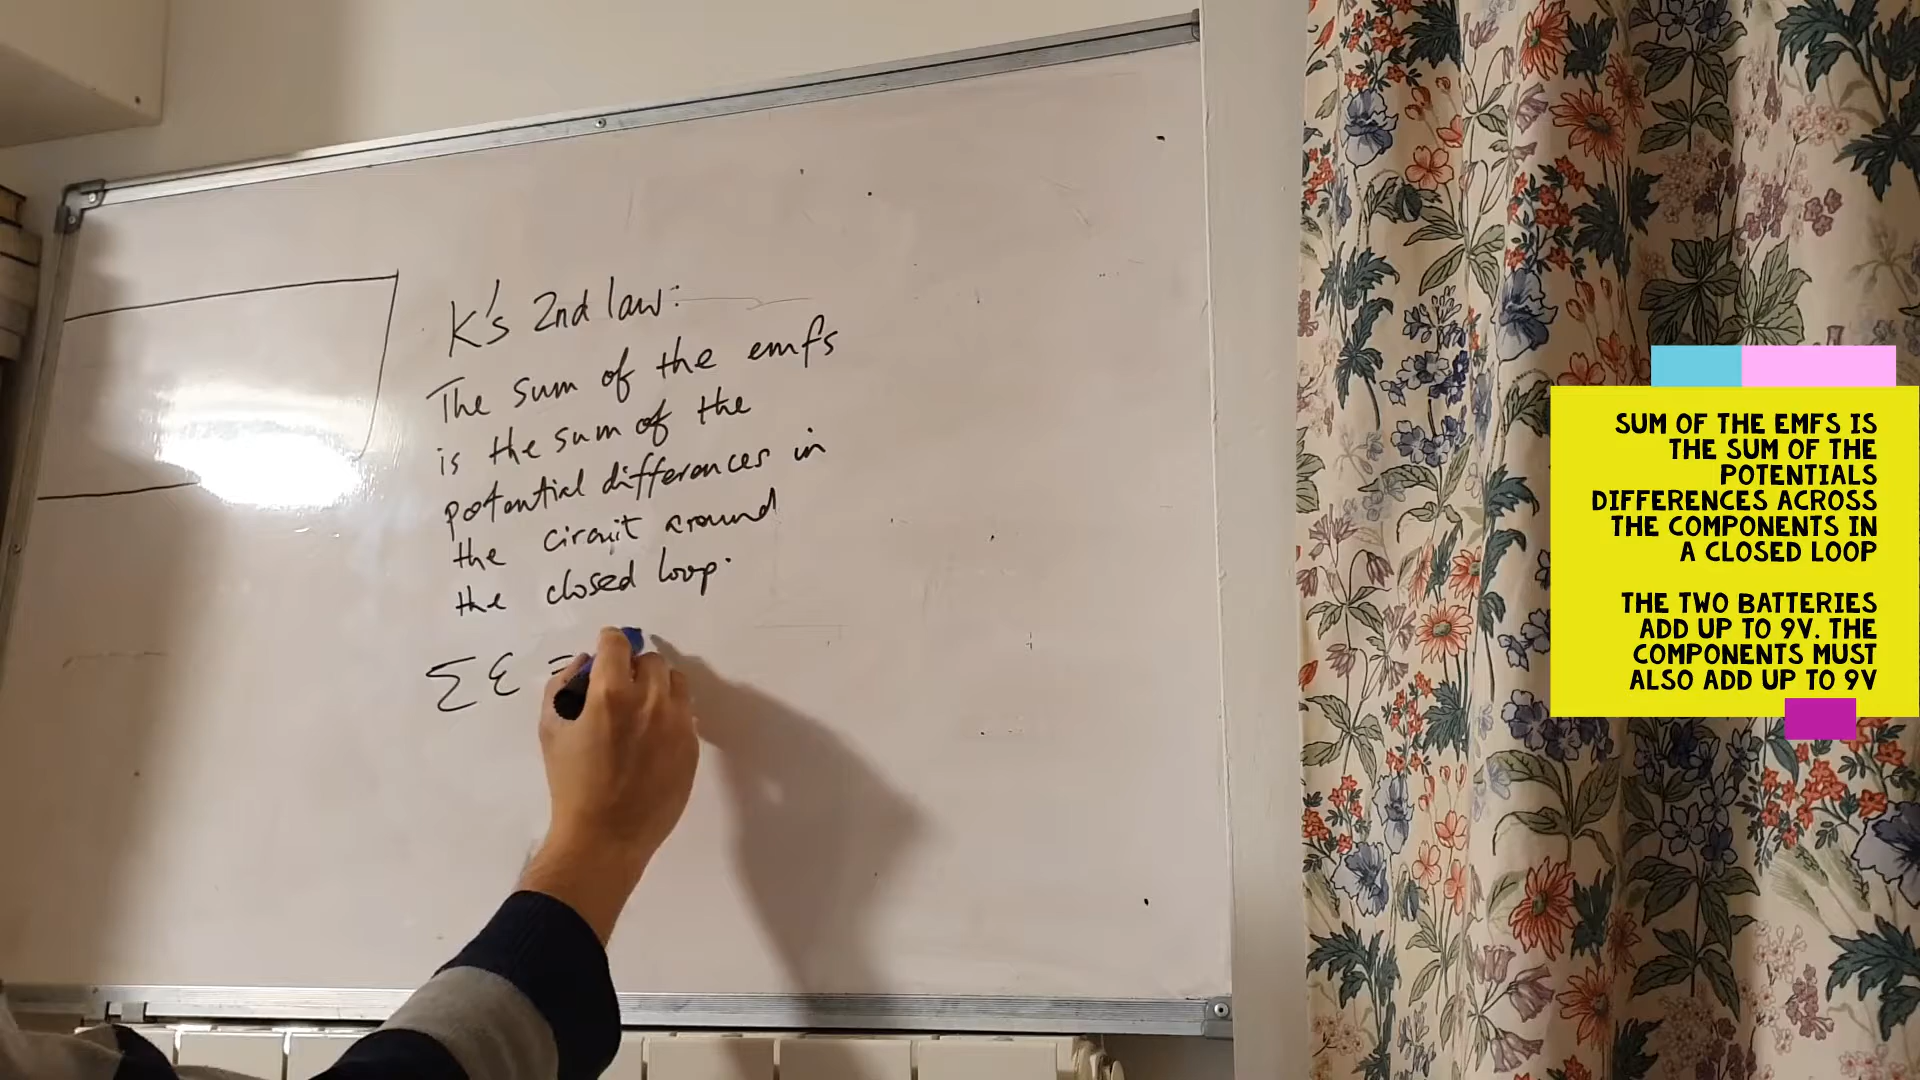 K's 2nd law:
The sum of the emfs
is the sum of the
potential differences in
the circuit around
the closed loop.
Σ ε =
SUM OF THE EMFS IS
THE SUM OF THE
POTENTIALS
DIFFERENCES ACROSS
THE COMPONENTS IN
A CLOSED LOOP
THE TWO BATTERIES
ADD UP TO 9V. THE
COMPONENTS MUST
ALSO ADD UP TO 9V